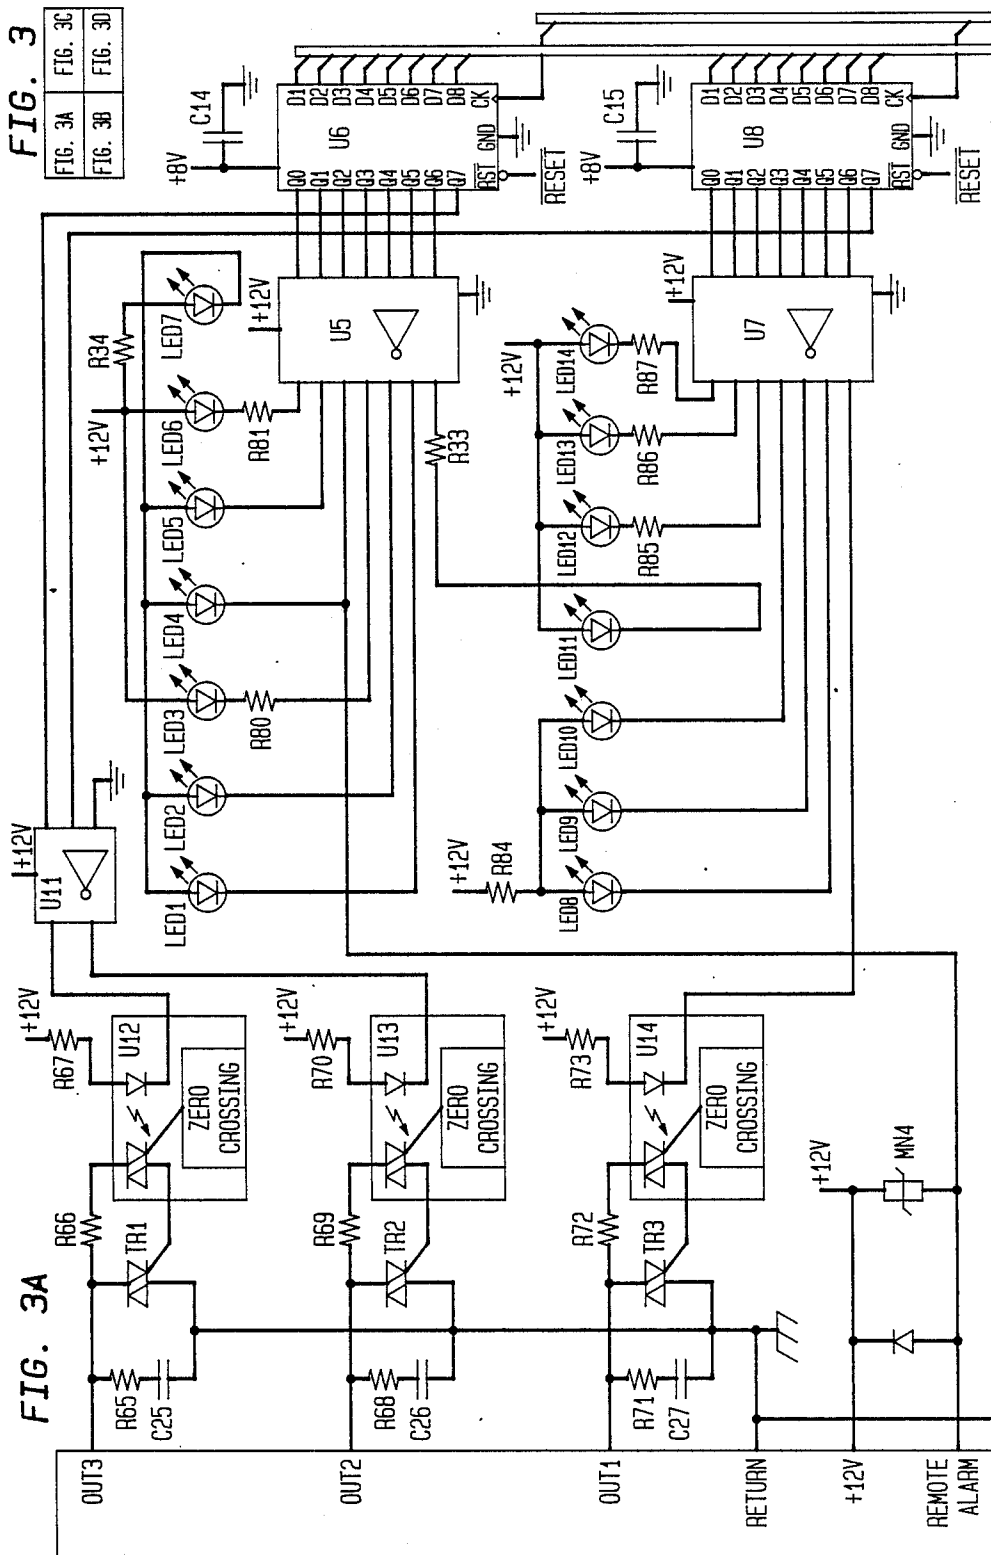 FIG. 3
FIG. 3A FIG. 3C
FIG. 3B FIG. 3D
FIG. 3A
OUT3
R65
C25
R66
TR1
ZERO
CROSSING
U12
R67
+12V
U11
+12V
LED1
LED2
LED3
R80
LED4
LED5
LED6
R81
LED7
R34
+12V
+12V
U5
R33
+8V
C14
U6
Q0 Q1 Q2 Q3 Q4 Q5 Q6 Q7
D1 D2 D3 D4 D5 D6 D7 D8
RST GND CK
RESET
OUT2
R68
C26
R69
TR2
ZERO
CROSSING
U13
R70
+12V
+12V
R84
LED8
LED9
LED10
LED11
LED12
R85
LED13
R86
LED14
R87
+12V
+12V
U7
+8V
C15
U8
Q0 Q1 Q2 Q3 Q4 Q5 Q6 Q7
D1 D2 D3 D4 D5 D6 D7 D8
RST GND CK
RESET
OUT1
R71
C27
R72
TR3
ZERO
CROSSING
U14
R73
+12V
RETURN
+12V
+12V
MN4
REMOTE
ALARM